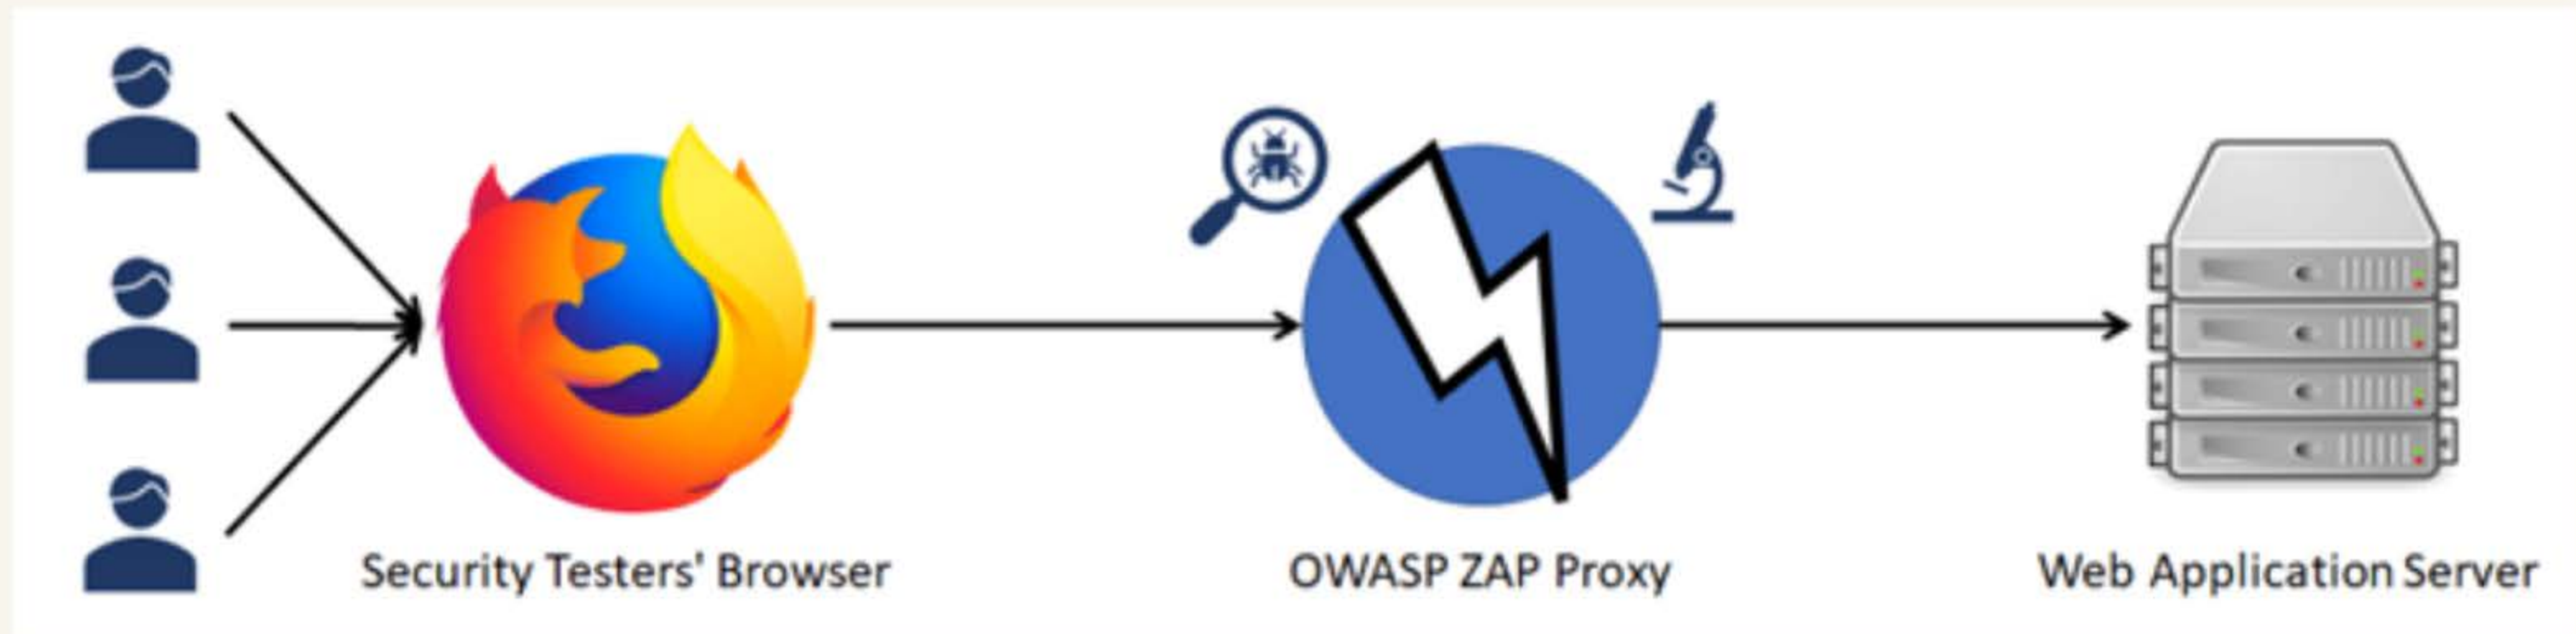 Security Testers' Browser
OWASP ZAP Proxy
Web Application Server